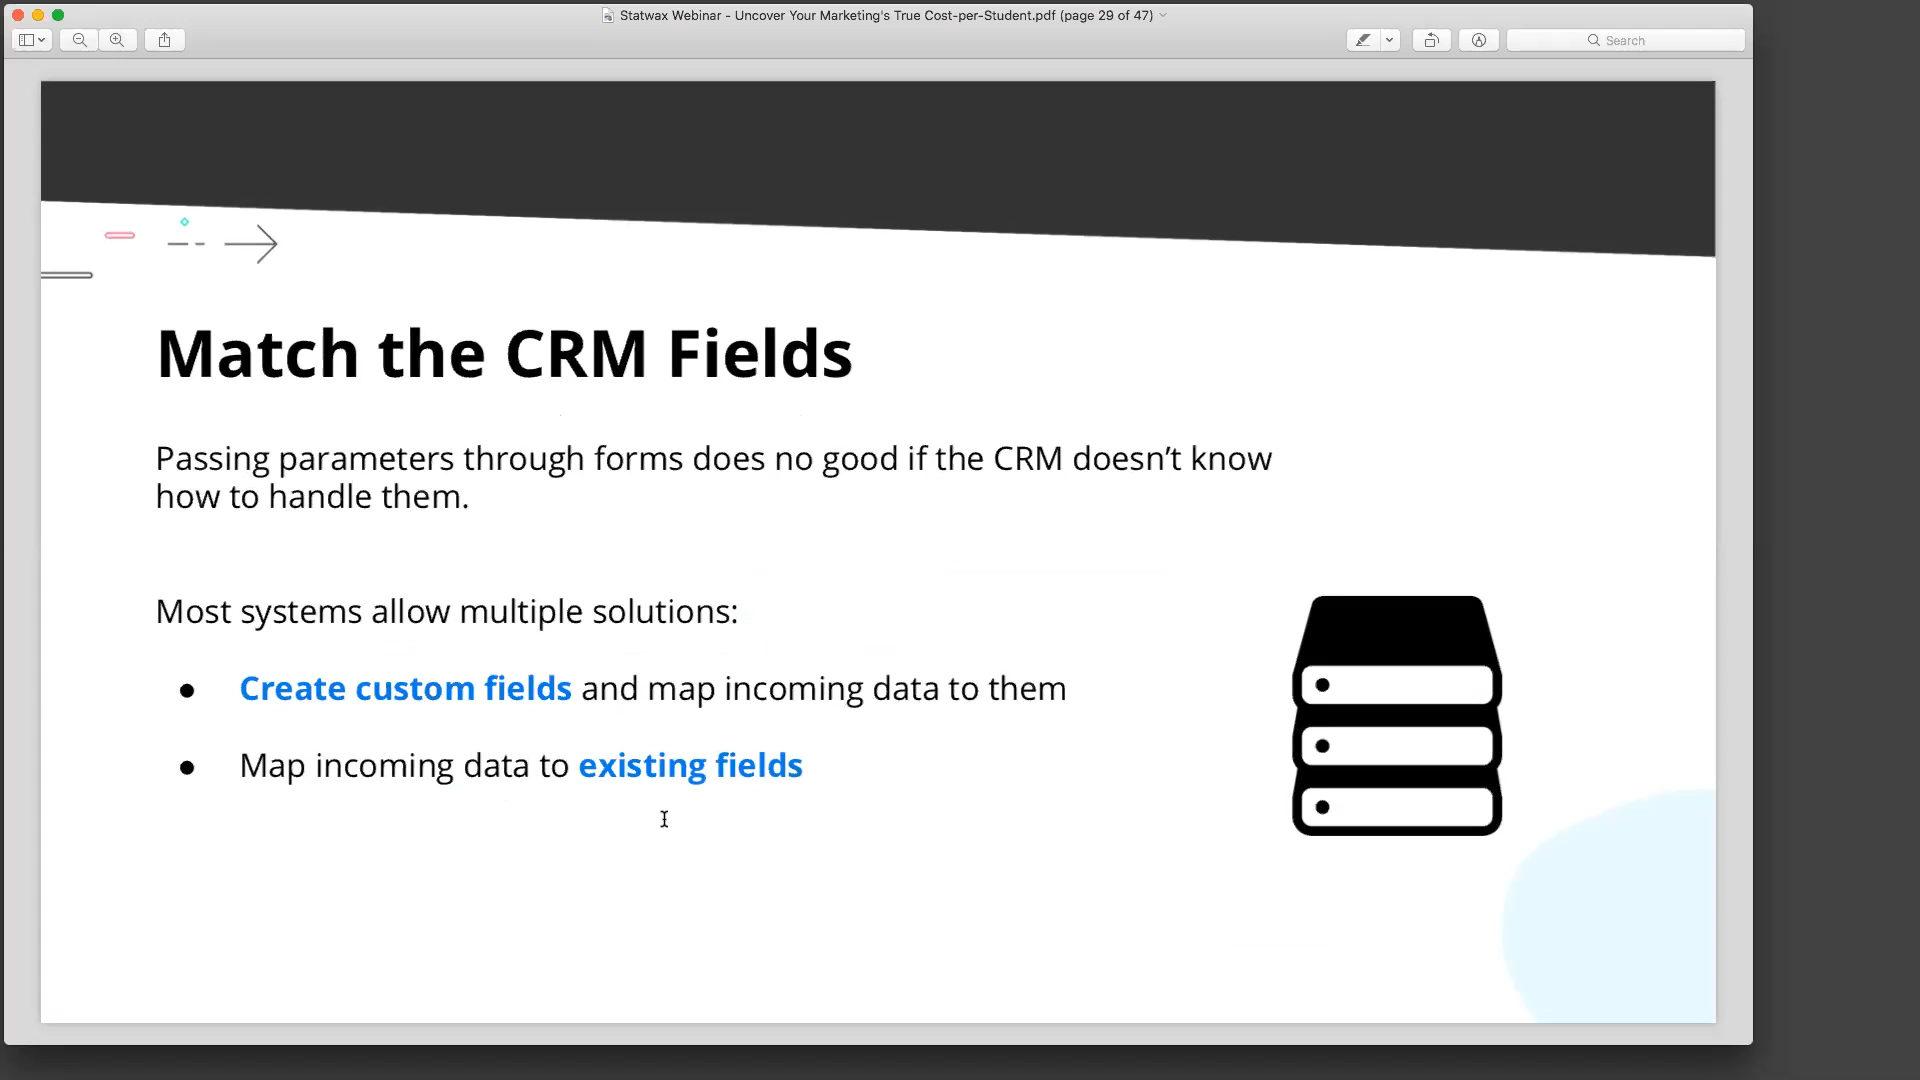 Statwax Webinar - Uncover Your Marketing's True Cost-per-Student.pdf (page 29 of 47)
Search
Match the CRM Fields
Passing parameters through forms does no good if the CRM doesn’t know
how to handle them.
Most systems allow multiple solutions:
● Create custom fields and map incoming data to them
● Map incoming data to existing fields